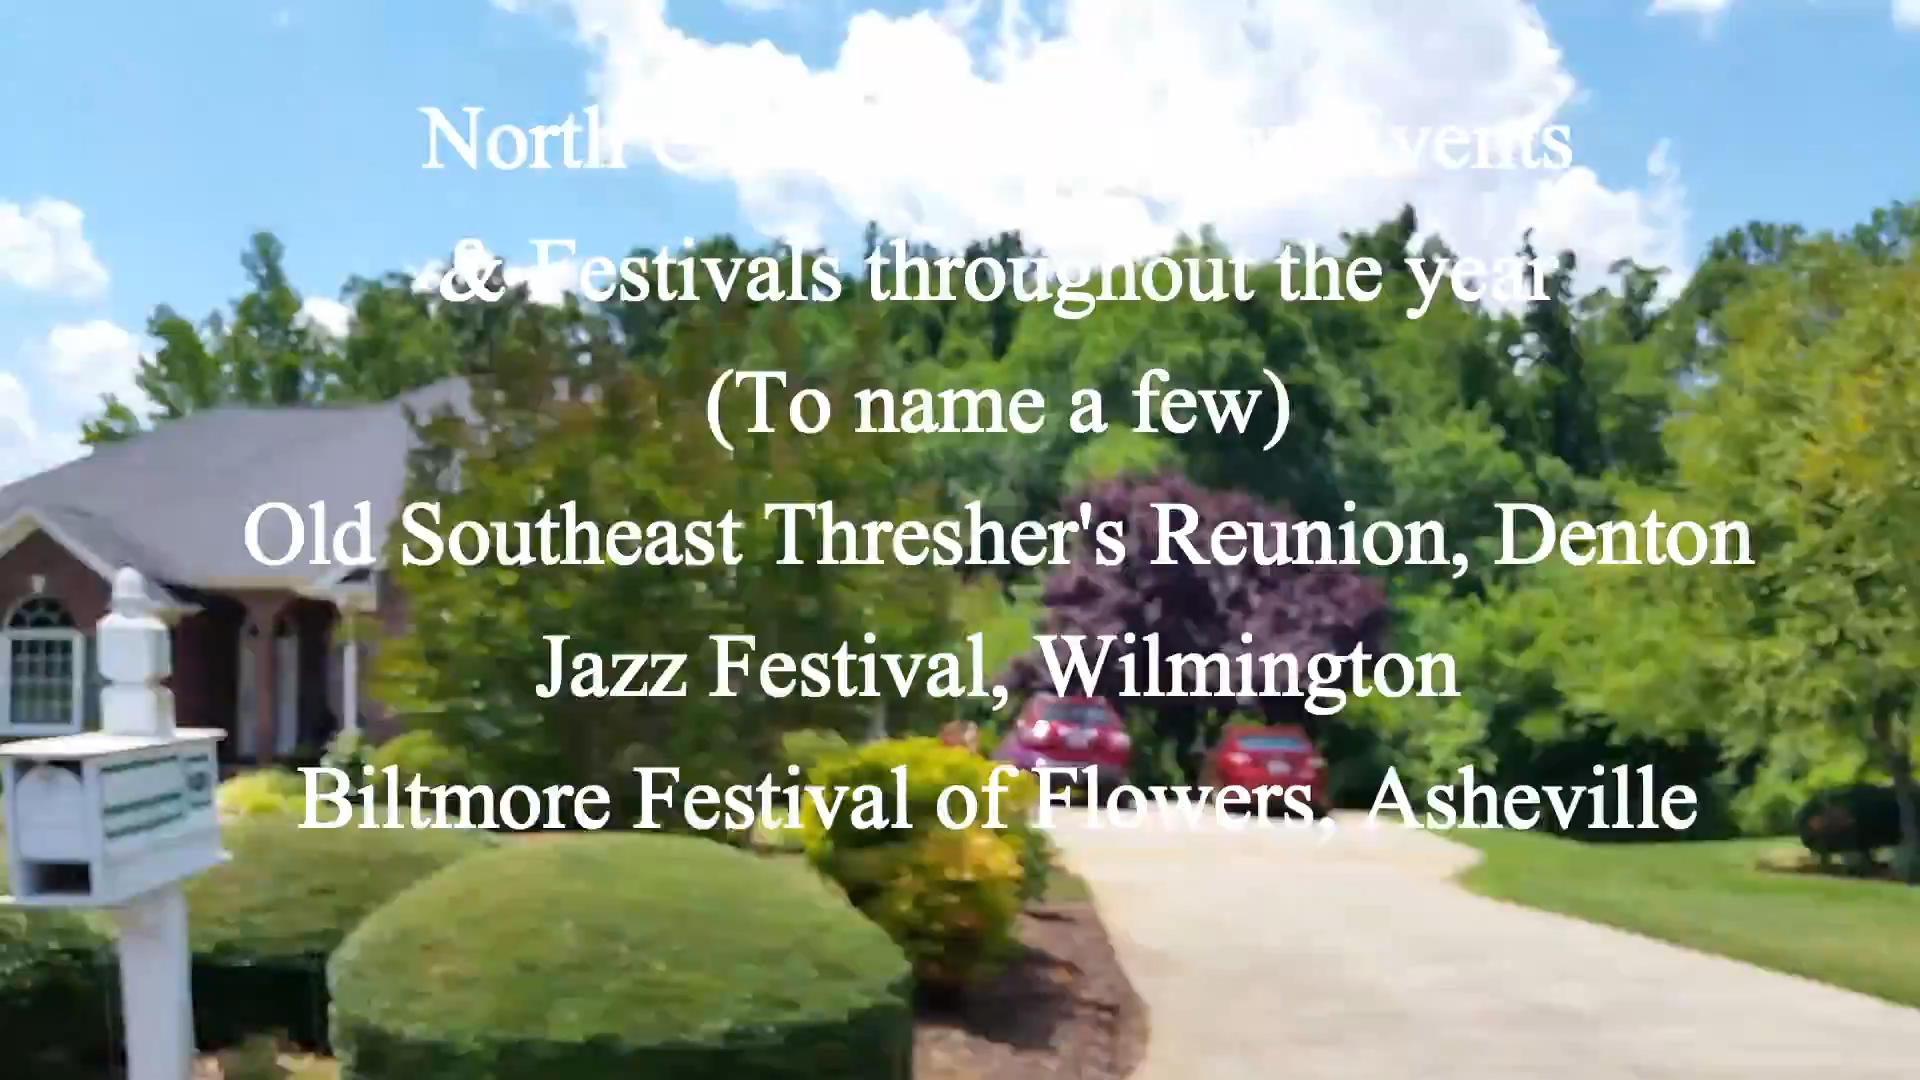 North Events
& Festivals throughout the year
(To name a few)
Old Southeast Thresher's Reunion, Denton
Jazz Festival, Wilmington
Biltmore Festival of Flowers, Asheville